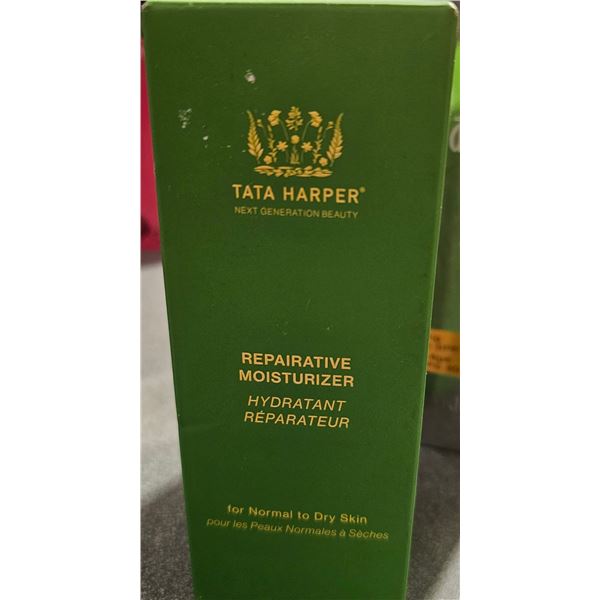 TATA HARPER®
NEXT GENERATION BEAUTY
REPAIRATIVE
MOISTURIZER
HYDRATANT
RÉPARATEUR
for Normal to Dry Skin
pour les Peaux Normales à Sèches